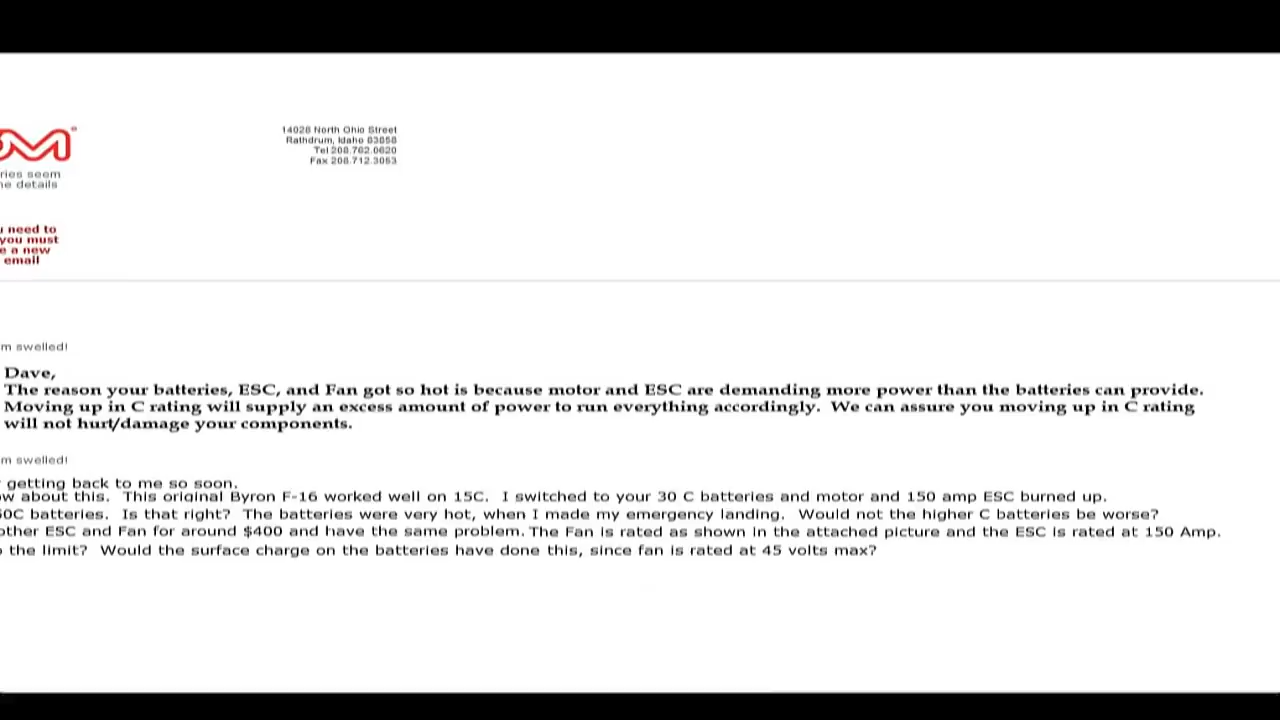 14028 North Ohio Street
Rathdrum, Idaho 83858
Tel 208.762.0620
Fax 208.712.3063
ries seem
he details
u need to
you must
e a new
email
m swelled!
Dave,
The reason your batteries, ESC, and Fan got so hot is because motor and ESC are demanding more power than the batteries can provide.
Moving up in C rating will supply an excess amount of power to run everything accordingly. We can assure you moving up in C rating
will not hurt/damage your components.
m swelled!
getting back to me so soon.
ow about this. This original Byron F-16 worked well on 15C. I switched to your 30 C batteries and motor and 150 amp ESC burned up.
60C batteries. Is that right? The batteries were very hot, when I made my emergency landing. Would not the higher C batteries be worse?
other ESC and Fan for around $400 and have the same problem. The Fan is rated as shown in the attached picture and the ESC is rated at 150 Amp.
o the limit? Would the surface charge on the batteries have done this, since fan is rated at 45 volts max?